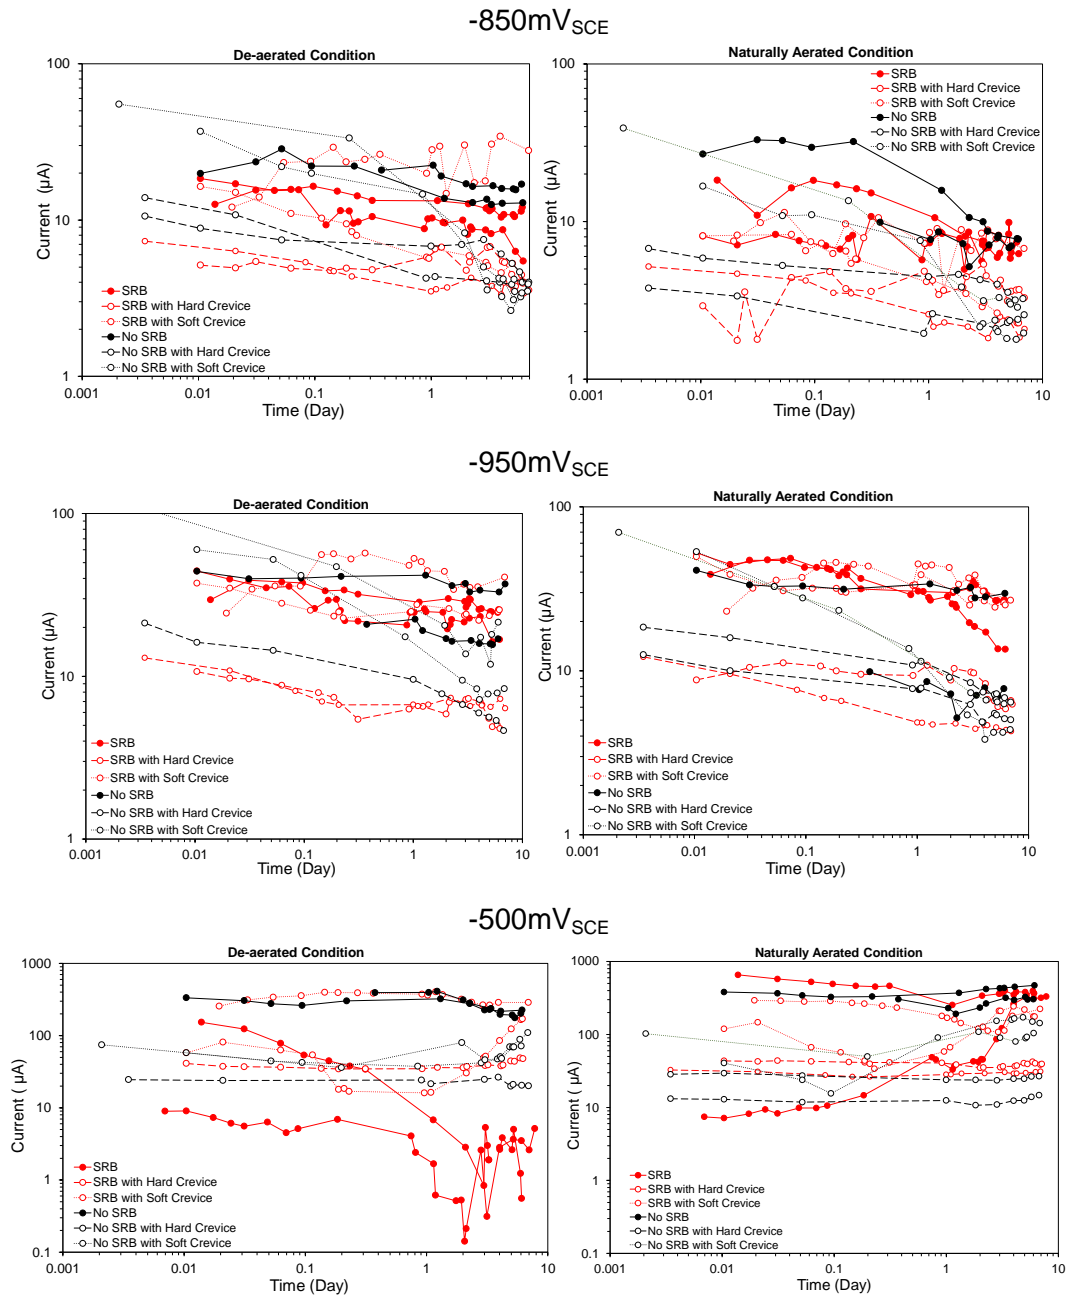 -850mVSCE
De-aerated Condition
Naturally Aerated Condition
100
10
1
Current (μA)
SRB
SRB with Hard Crevice
SRB with Soft Crevice
No SRB
No SRB with Hard Crevice
No SRB with Soft Crevice
0.001 0.01 0.1 1
Time (Day)
100
10
1
Current (μA)
SRB
SRB with Hard Crevice
SRB with Soft Crevice
No SRB
No SRB with Hard Crevice
No SRB with Soft Crevice
0.001 0.01 0.1 1 10
Time (Day)
-950mVSCE
De-aerated Condition
Naturally Aerated Condition
100
10
1
Current (μA)
SRB
SRB with Hard Crevice
SRB with Soft Crevice
No SRB
No SRB with Hard Crevice
No SRB with Soft Crevice
0.001 0.01 0.1 1 10
Time (Day)
100
10
1
Current (μA)
SRB
SRB with Hard Crevice
SRB with Soft Crevice
No SRB
No SRB with Hard Crevice
No SRB with Soft Crevice
0.001 0.01 0.1 1 10
Time (Day)
-500mVSCE
De-aerated Condition
Naturally Aerated Condition
1000
100
10
1
0.1
Current ( μA)
SRB
SRB with Hard Crevice
SRB with Soft Crevice
No SRB
No SRB with Hard Crevice
No SRB with Soft Crevice
0.001 0.01 0.1 1 10
Time (Day)
1000
100
10
1
0.1
Current ( μA)
SRB
SRB with Hard Crevice
SRB with Soft Crevice
No SRB
No SRB with Hard Crevice
No SRB with Soft Crevice
0.001 0.01 0.1 1 10
Time (Day)